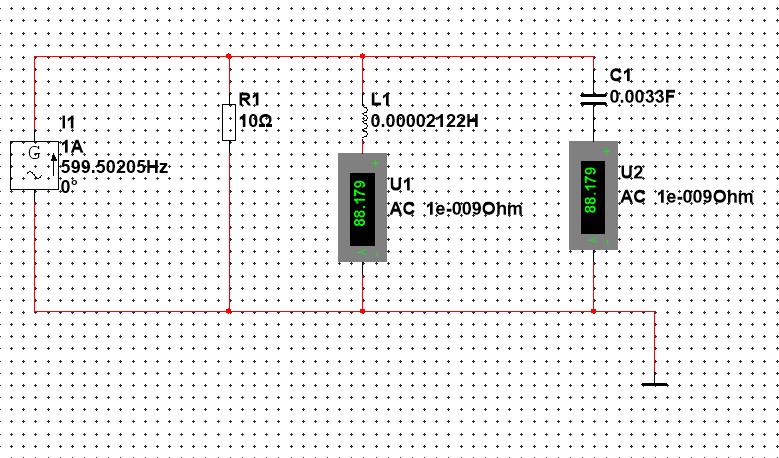 I1
G
1A
599.50205Hz
0°
R1
10Ω
L1
0.00002122H
88.179
U1
AC 1e-009Ohm
C1
0.0033F
88.179
U2
AC 1e-009Ohm